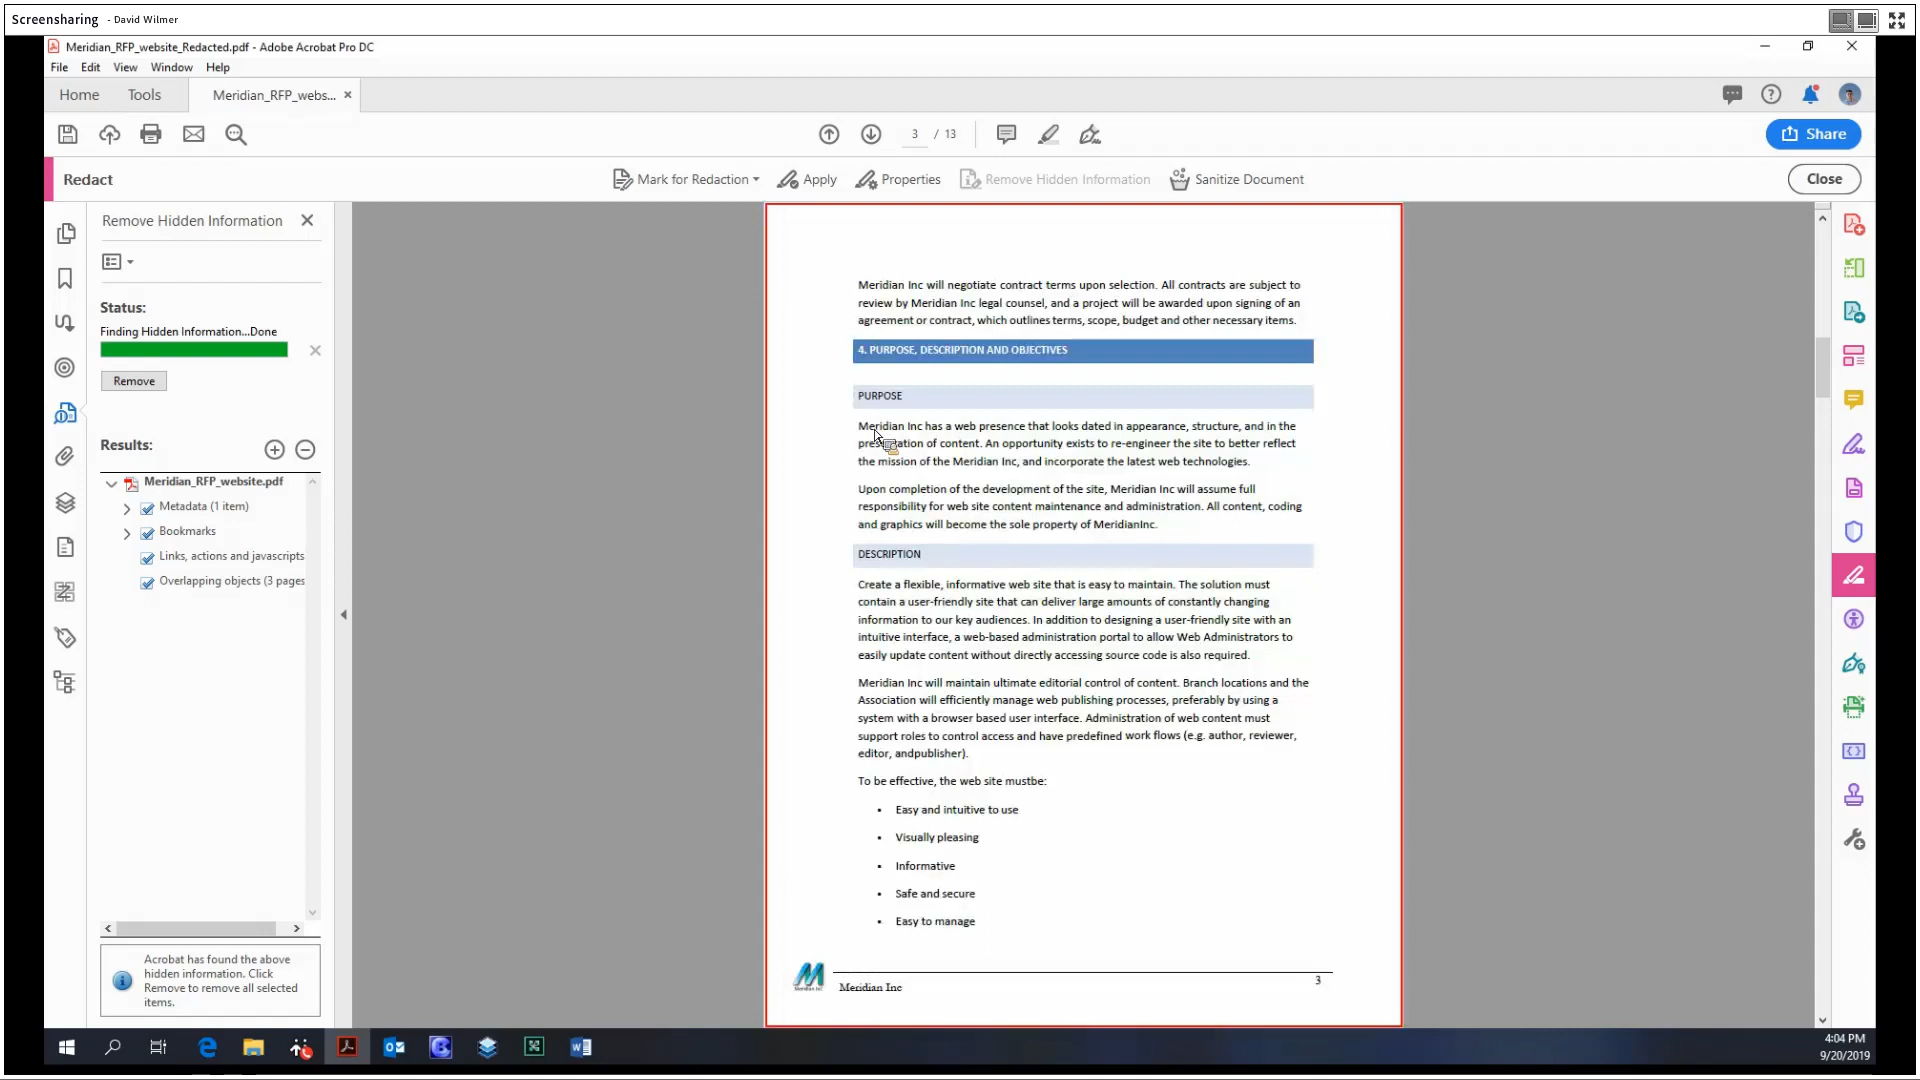 Screensharing - David Wilmer
Meridian_RFP_website_Redacted.pdf - Adobe Acrobat Pro DC
File Edit View Window Help
Home Tools Meridian_RFP_webs... ×
3 / 13
Share
Redact
Mark for Redaction Apply Properties Remove Hidden Information Sanitize Document
Close
Remove Hidden Information
Status:
Finding Hidden Information...Done
Remove
Results:
Meridian_RFP_website.pdf
Metadata (1 item)
Bookmarks
Links, actions and javascripts
Overlapping objects (3 pages
Acrobat has found the above
hidden information. Click
Remove to remove all selected
items.
Meridian Inc will negotiate contract terms upon selection. All contracts are subject to
review by Meridian Inc legal counsel, and a project will be awarded upon signing of an
agreement or contract, which outlines terms, scope, budget and other necessary items.
4. PURPOSE, DESCRIPTION AND OBJECTIVES
PURPOSE
Meridian Inc has a web presence that looks dated in appearance, structure, and in the
presentation of content. An opportunity exists to re-engineer the site to better reflect
the mission of the Meridian Inc, and incorporate the latest web technologies.
Upon completion of the development of the site, Meridian Inc will assume full
responsibility for web site content maintenance and administration. All content, coding
and graphics will become the sole property of MeridianInc.
DESCRIPTION
Create a flexible, informative web site that is easy to maintain. The solution must
contain a user-friendly site that can deliver large amounts of constantly changing
information to our key audiences. In addition to designing a user-friendly site with an
intuitive interface, a web-based administration portal to allow Web Administrators to
easily update content without directly accessing source code is also required.
Meridian Inc will maintain ultimate editorial control of content. Branch locations and the
Association will efficiently manage web publishing processes, preferably by using a
system with a browser based user interface. Administration of web content must
support roles to control access and have predefined work flows (e.g. author, reviewer,
editor, andpublisher).
To be effective, the web site mustbe:
▪ Easy and intuitive to use
▪ Visually pleasing
▪ Informative
▪ Safe and secure
▪ Easy to manage
Meridian Inc
Meridian Inc
3
4:04 PM
9/20/2019